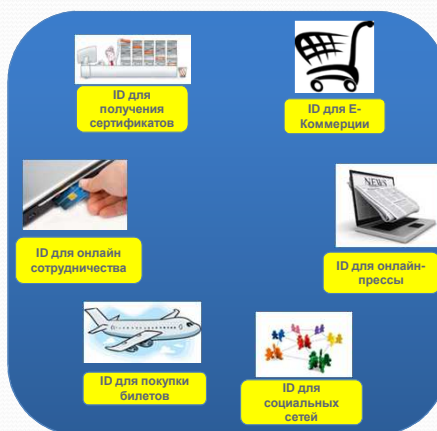 ID для
получения
сертификатов
ID для E-
Коммерции
NEWS
ID для онлайн
сотрудничества
ID для онлайн-
прессы
ID для покупки
билетов
ID для
социальных
сетей